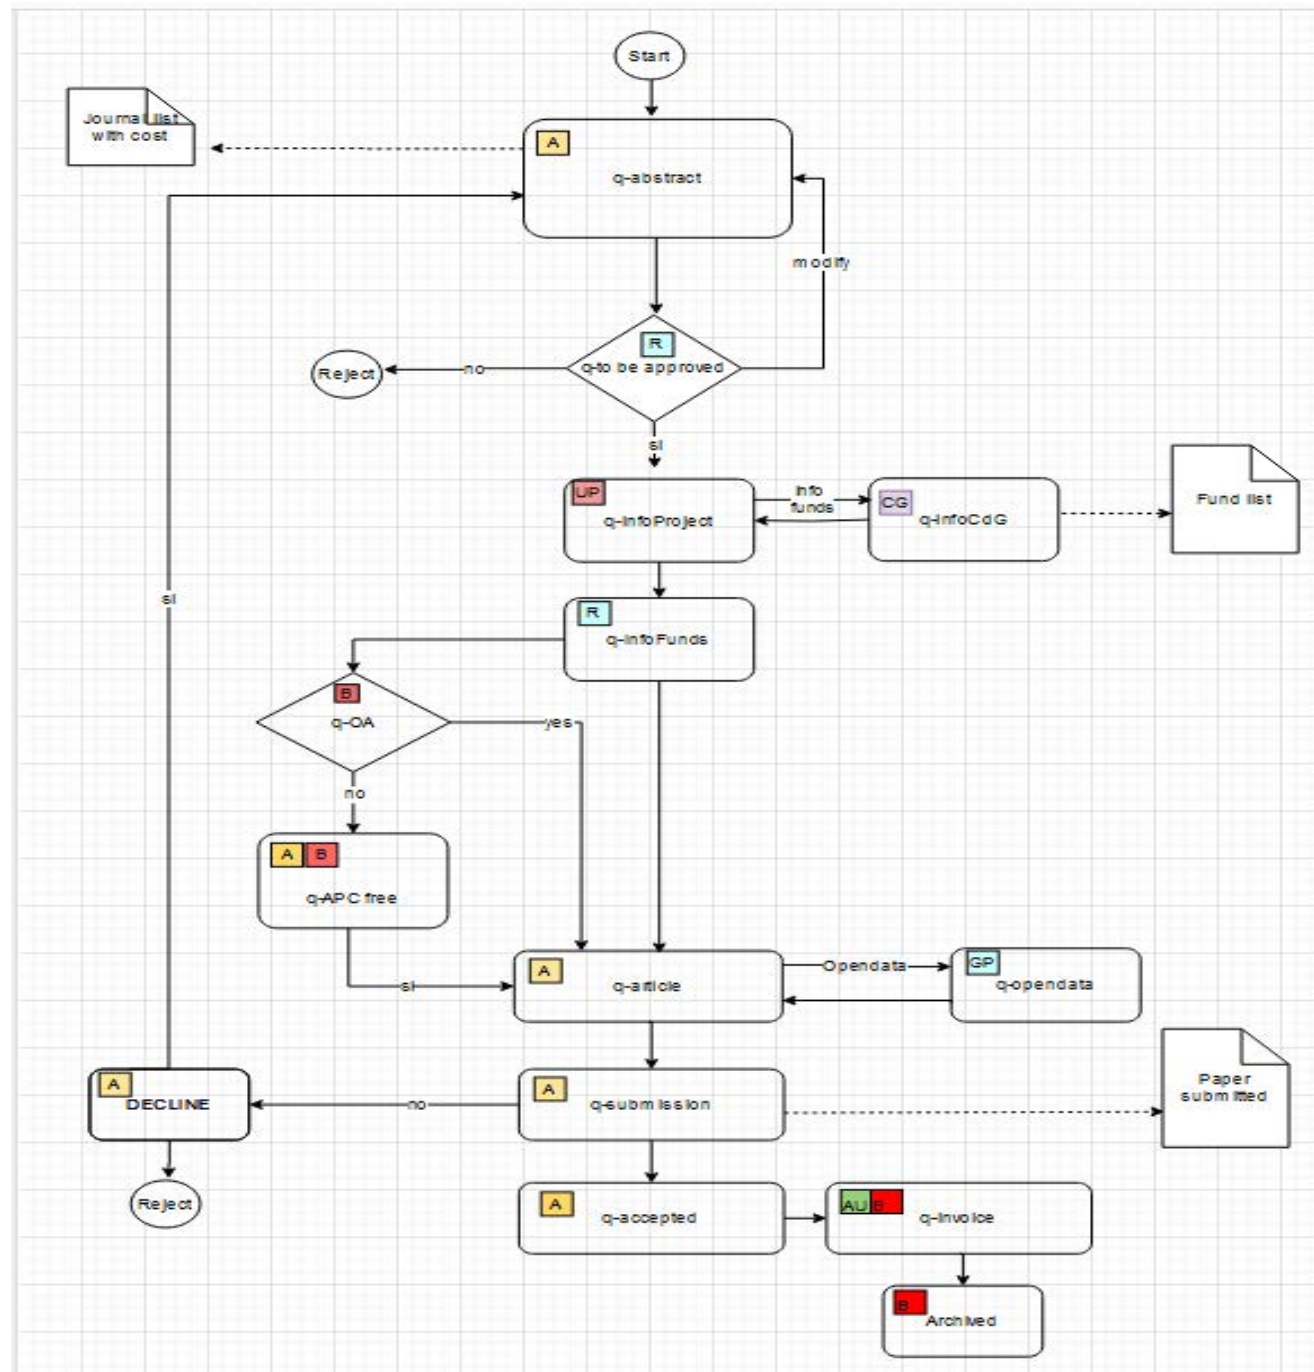 Start
Journal list
with cost
A
q-abstract
modify
R
q-to be approved
no
Reject
si
UP
q-InfoProject
Info
funds
CG
q-InfoCdG
Fund list
R
q-InfoFunds
si
B
q-OA
yes
no
A B
q-APC free
si
A
q-article
Opendata
GP
q-opendata
A
DECLINE
no
A
q-submission
Paper
submitted
Reject
A
q-accepted
AU B
q-Invoice
B
Archived